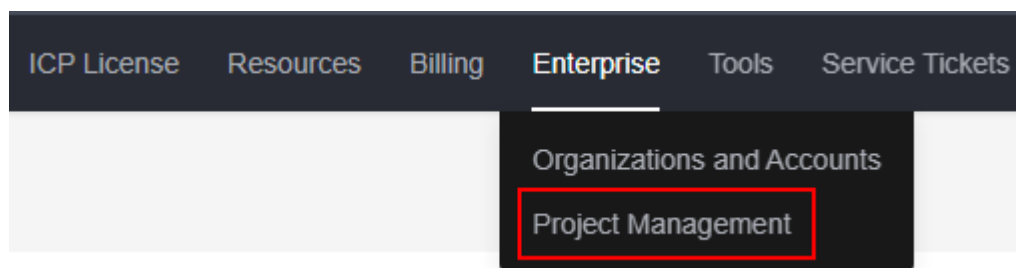 ICP License Resources Billing Enterprise Tools Service Tickets
Organizations and Accounts
Project Management